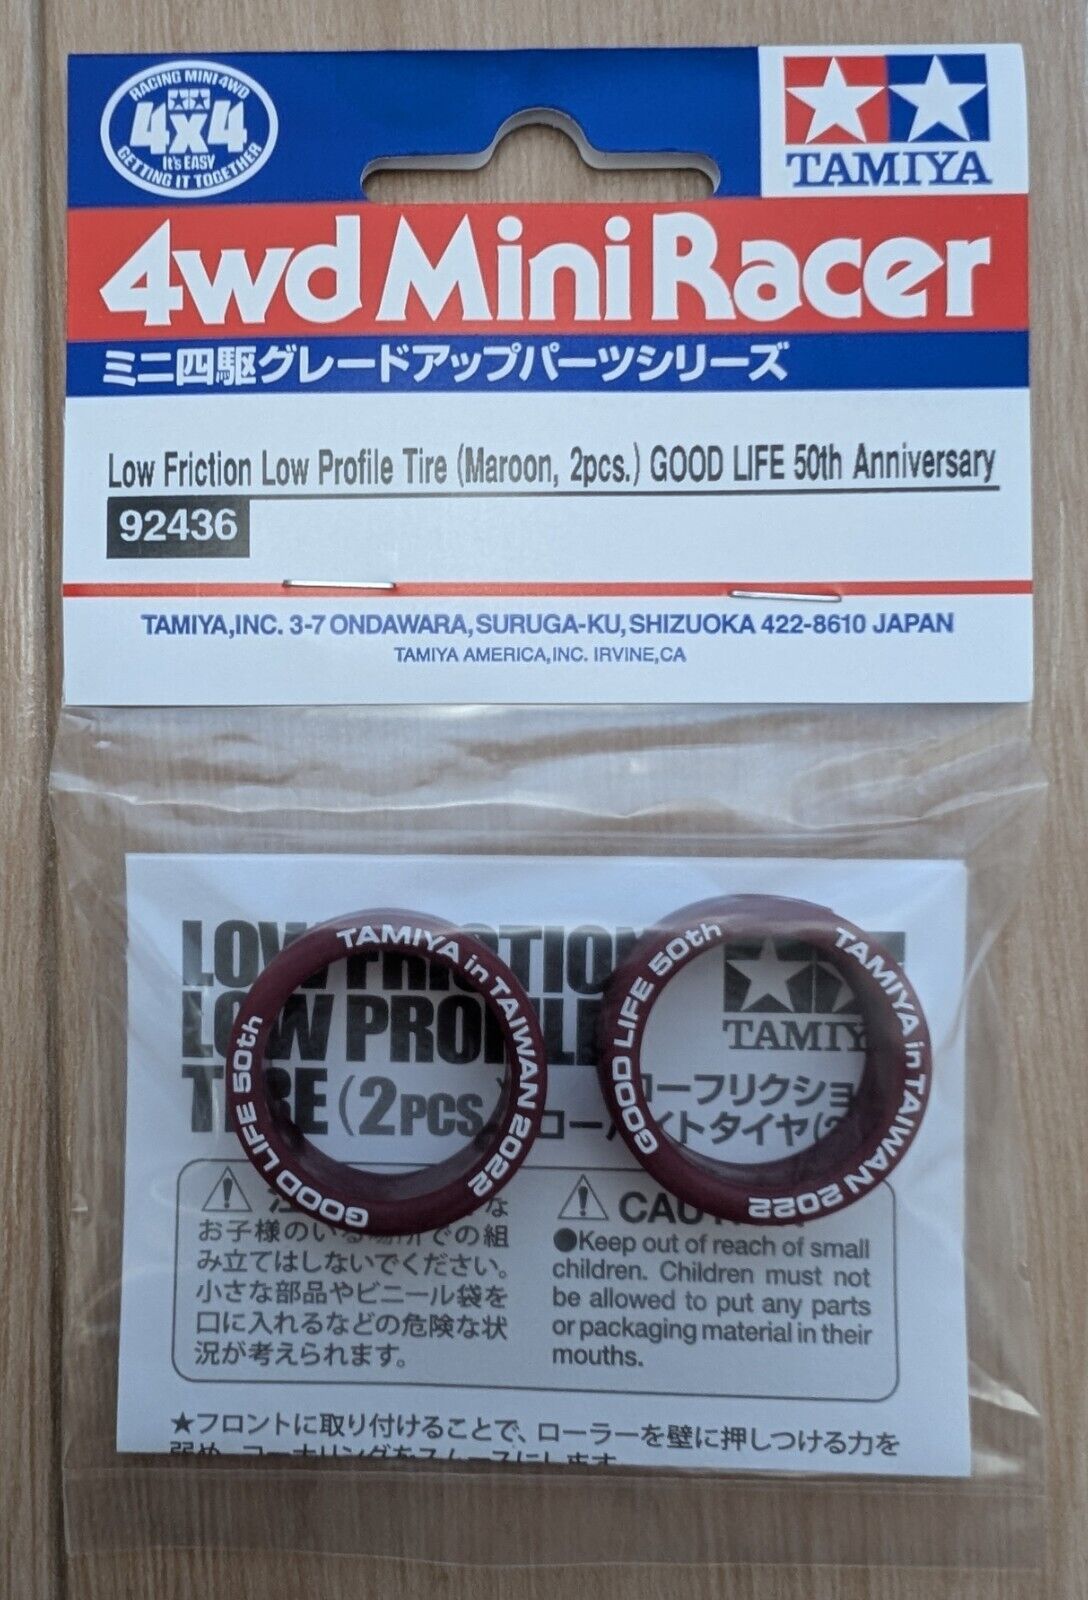 RACING MINI 4WD
4x4
It's EASY
GETTING IT TOGETHER
TAMIYA
4wd Mini Racer
ミニ四駆グレードアップパーツシリーズ
Low Friction Low Profile Tire (Maroon, 2pcs.) GOOD LIFE 50th Anniversary
92436
TAMIYA,INC. 3-7 ONDAWARA, SURUGA-KU, SHIZUOKA 422-8610 JAPAN
TAMIYA AMERICA,INC. IRVINE,CA
LOW FRICTION
LOW PROFILE
TIRE (2PCS.)
TAMIYA
TAMIYA in TAIWAN 2022
GOOD LIFE 50th
TAMIYA in TAIWAN 2022
GOOD LIFE 50th
お子様のいる場所での組
み立てはしないでください。
小さな部品やビニール袋を
口に入れるなどの危険な状
況が考えられます。
CAUTION
●Keep out of reach of small
children. Children must not
be allowed to put any parts
or packaging material in their
mouths.
★フロントに取り付けることで、ローラーを壁に押しつける力を